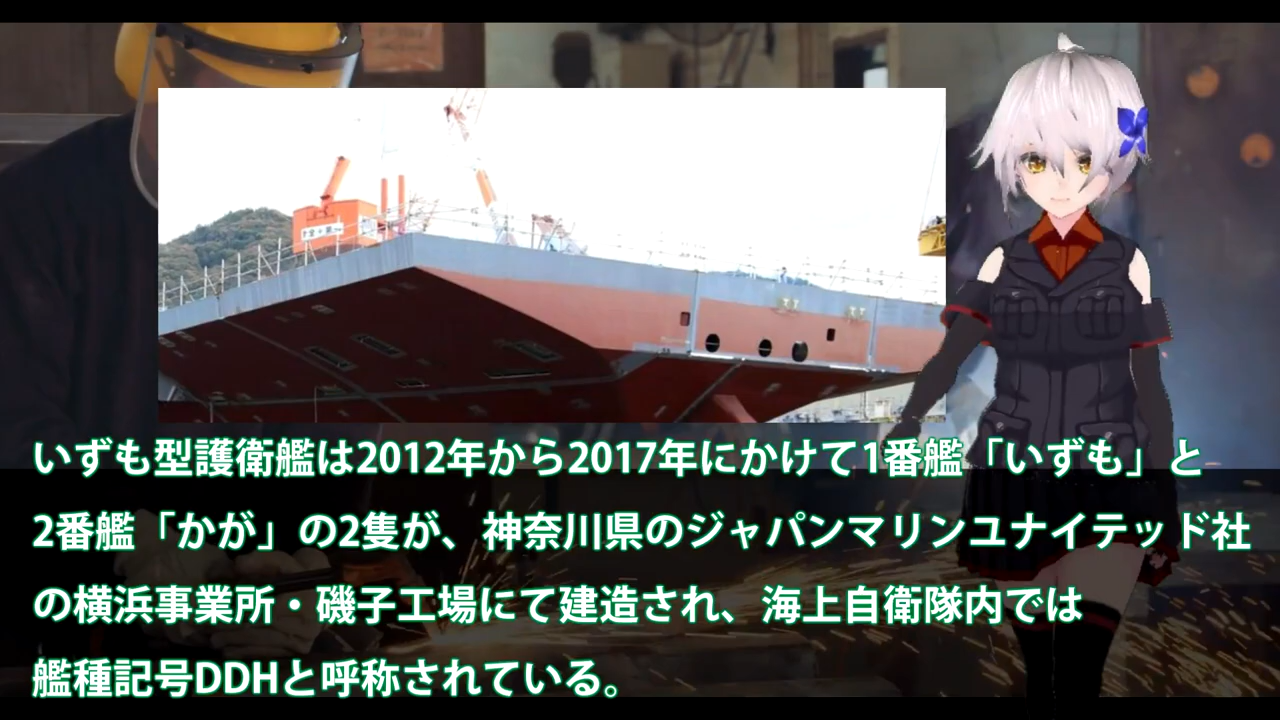 いずも型護衛艦は2012年から2017年にかけて1番艦「いずも」と
2番艦「かが」の2隻が、神奈川県のジャパンマリンユナイテッド社
の横浜事業所・磯子工場にて建造され、海上自衛隊内では
艦種記号DDHと呼称されている。